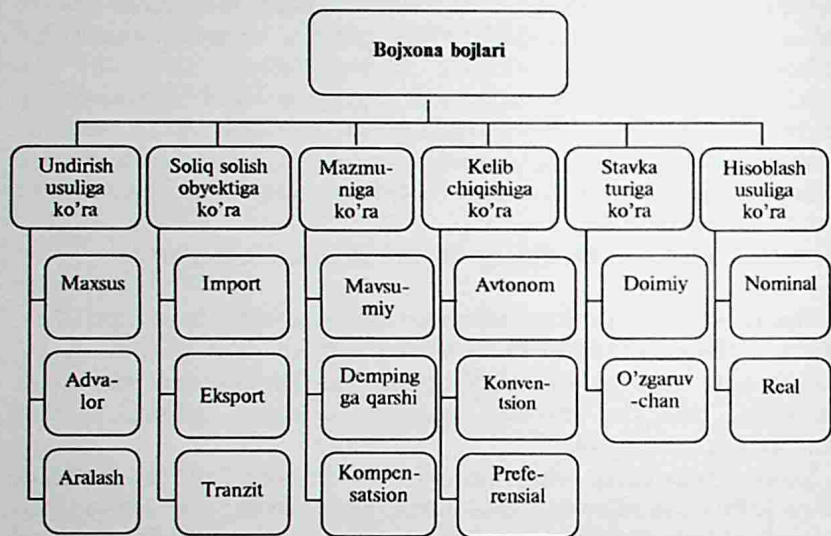 Bojxona bojlari
Undirish
usuliga
ko'ra
Soliq solish
obyektiga
ko'ra
Mazmu-
niga
ko'ra
Kelib
chiqishiga
ko'ra
Stavka
turiga
ko'ra
Hisoblash
usuliga
ko'ra
Maxsus
Import
Mavsu-
miy
Avtonom
Doimiy
Nominal
Adva-
lor
Eksport
Demping
ga qarshi
Konven-
tsion
O'zgaruv
-chan
Real
Aralash
Tranzit
Kompen-
satsion
Prefe-
rensial